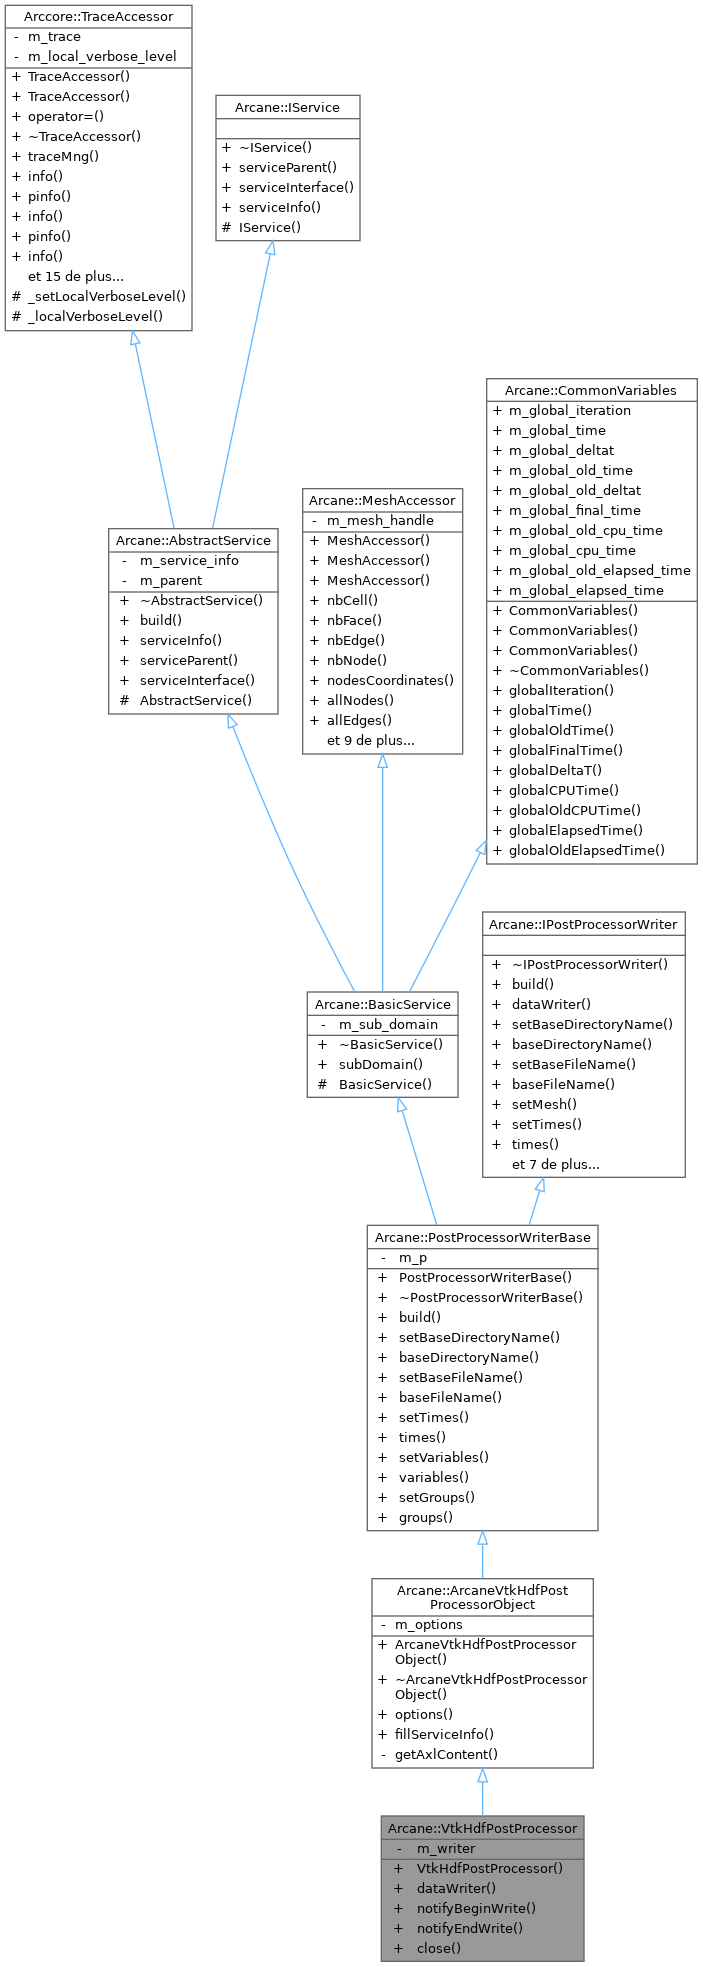 Arccore::TraceAccessor
- m_trace
- m_local_verbose_level
+ TraceAccessor()
+ TraceAccessor()
+ operator=()
+ ~TraceAccessor()
+ traceMng()
+ info()
+ pinfo()
+ info()
+ pinfo()
+ info()
et 15 de plus...
# _setLocalVerboseLevel()
# _localVerboseLevel()
Arcane::IService
+ ~IService()
+ serviceParent()
+ serviceInterface()
+ serviceInfo()
# IService()
Arcane::CommonVariables
+ m_global_iteration
+ m_global_time
+ m_global_deltat
+ m_global_old_time
+ m_global_old_deltat
+ m_global_final_time
+ m_global_old_cpu_time
+ m_global_cpu_time
+ m_global_old_elapsed_time
+ m_global_elapsed_time
+ CommonVariables()
+ CommonVariables()
+ CommonVariables()
+ ~CommonVariables()
+ globalIteration()
+ globalTime()
+ globalOldTime()
+ globalFinalTime()
+ globalDeltaT()
+ globalCPUTime()
+ globalOldCPUTime()
+ globalElapsedTime()
+ globalOldElapsedTime()
Arcane::MeshAccessor
- m_mesh_handle
+ MeshAccessor()
+ MeshAccessor()
+ MeshAccessor()
+ nbCell()
+ nbFace()
+ nbEdge()
+ nbNode()
+ nodesCoordinates()
+ allNodes()
+ allEdges()
et 9 de plus...
Arcane::AbstractService
- m_service_info
- m_parent
+ ~AbstractService()
+ build()
+ serviceInfo()
+ serviceParent()
+ serviceInterface()
# AbstractService()
Arcane::IPostProcessorWriter
+ ~IPostProcessorWriter()
+ build()
+ dataWriter()
+ setBaseDirectoryName()
+ baseDirectoryName()
+ setBaseFileName()
+ baseFileName()
+ setMesh()
+ setTimes()
+ times()
et 7 de plus...
Arcane::BasicService
- m_sub_domain
+ ~BasicService()
+ subDomain()
# BasicService()
Arcane::PostProcessorWriterBase
- m_p
+ PostProcessorWriterBase()
+ ~PostProcessorWriterBase()
+ build()
+ setBaseDirectoryName()
+ baseDirectoryName()
+ setBaseFileName()
+ baseFileName()
+ setTimes()
+ times()
+ setVariables()
+ variables()
+ setGroups()
+ groups()
Arcane::ArcaneVtkHdfPost
ProcessorObject
- m_options
+ ArcaneVtkHdfPostProcessor
Object()
+ ~ArcaneVtkHdfPostProcessor
Object()
+ options()
+ fillServiceInfo()
- getAxlContent()
Arcane::VtkHdfPostProcessor
- m_writer
+ VtkHdfPostProcessor()
+ dataWriter()
+ notifyBeginWrite()
+ notifyEndWrite()
+ close()